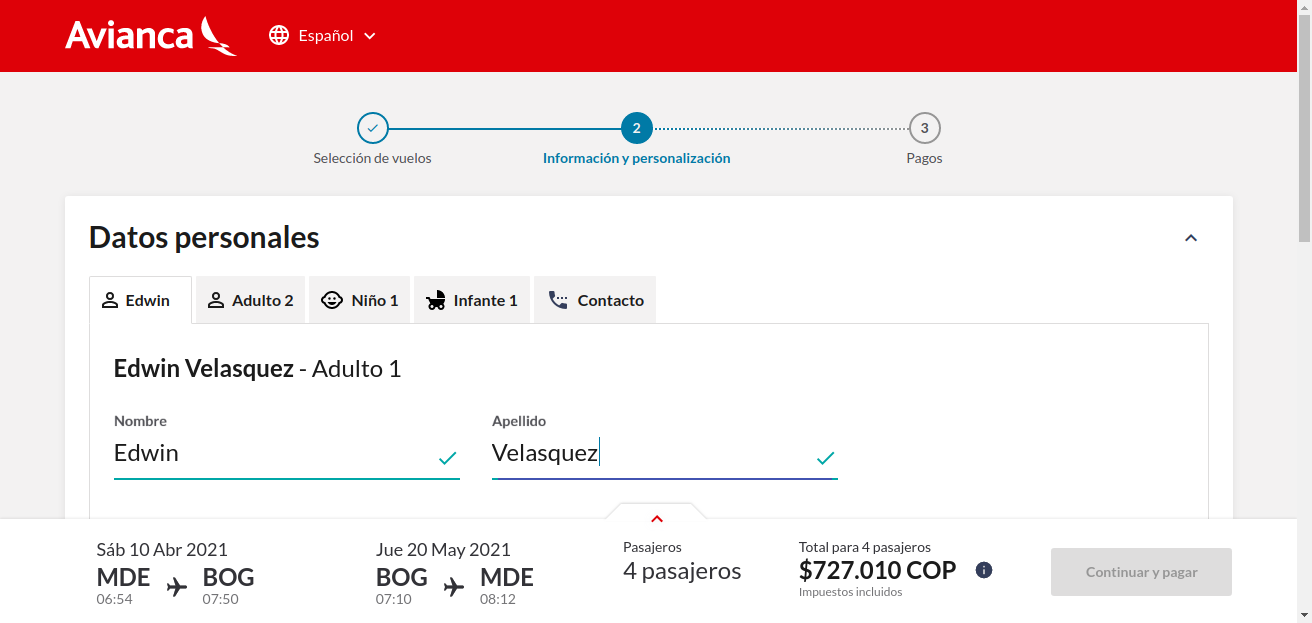 Avianca
Español
2
3
Selección de vuelos
Información y personalización
Pagos
Datos personales
Edwin
Adulto 2
Niño 1
Infante 1
Contacto
Edwin Velasquez - Adulto 1
Nombre
Apellido
Edwin
Velasquez
Sáb 10 Abr 2021
MDE BOG
06:54 07:50
Jue 20 May 2021
BOG MDE
07:10 08:12
Pasajeros
4 pasajeros
Total para 4 pasajeros
$727.010 COP
Impuestos incluidos
Continuar y pagar